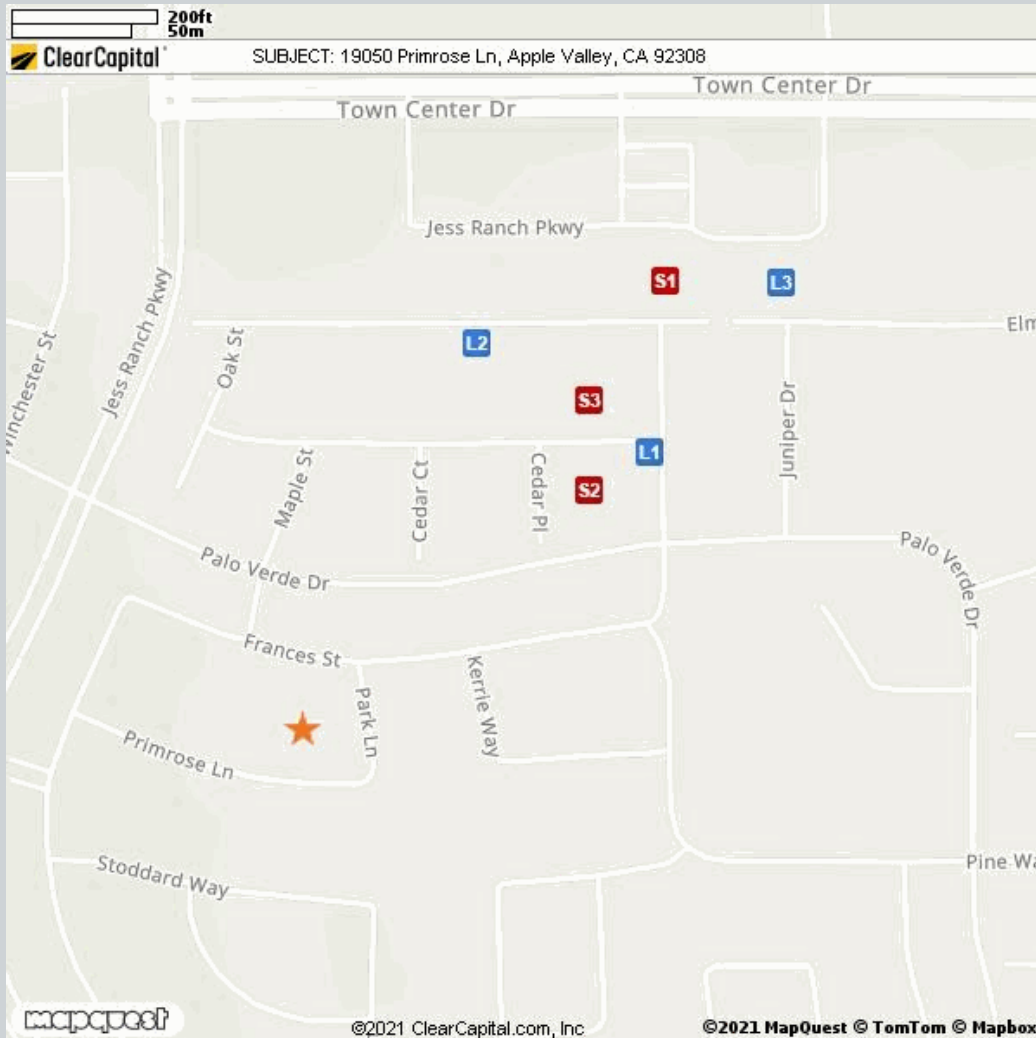 200ft
50m
ClearCapital
SUBJECT: 19050 Primrose Ln, Apple Valley, CA 92308
Town Center Dr
Town Center Dr
Jess Ranch Pkwy
S1
L3
Jess Ranch Pkwy
Winchester St
Oak St
Elm
L2
S3
Juniper Dr
L1
Maple St
Cedar Ct
Cedar Pl
S2
Palo Verde Dr
Palo Verde Dr
Frances St
Kerrie Way
Park Ln
Primrose Ln
Stoddard Way
Pine Wa
mapquest
©2021 ClearCapital.com, Inc
©2021 MapQuest © TomTom © Mapbox